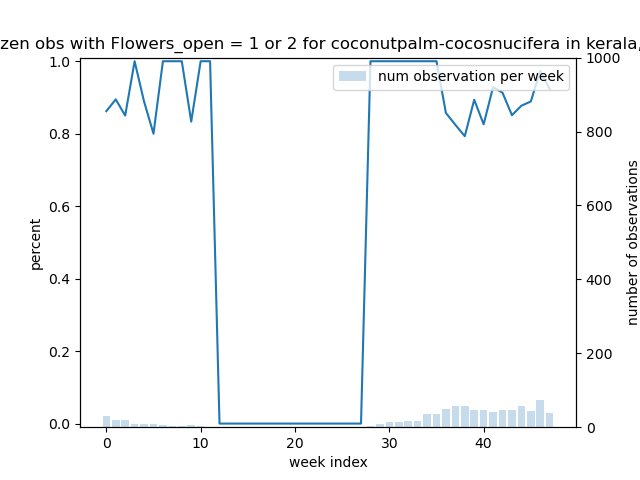 zen obs with Flowers_open = 1 or 2 for coconutpalm-cocosnucifera in kerala,
num observation per week
1.0
0.8
0.6
0.4
0.2
0.0
percent
1000
800
600
400
200
0
number of observations
0 10 20 30 40
week index